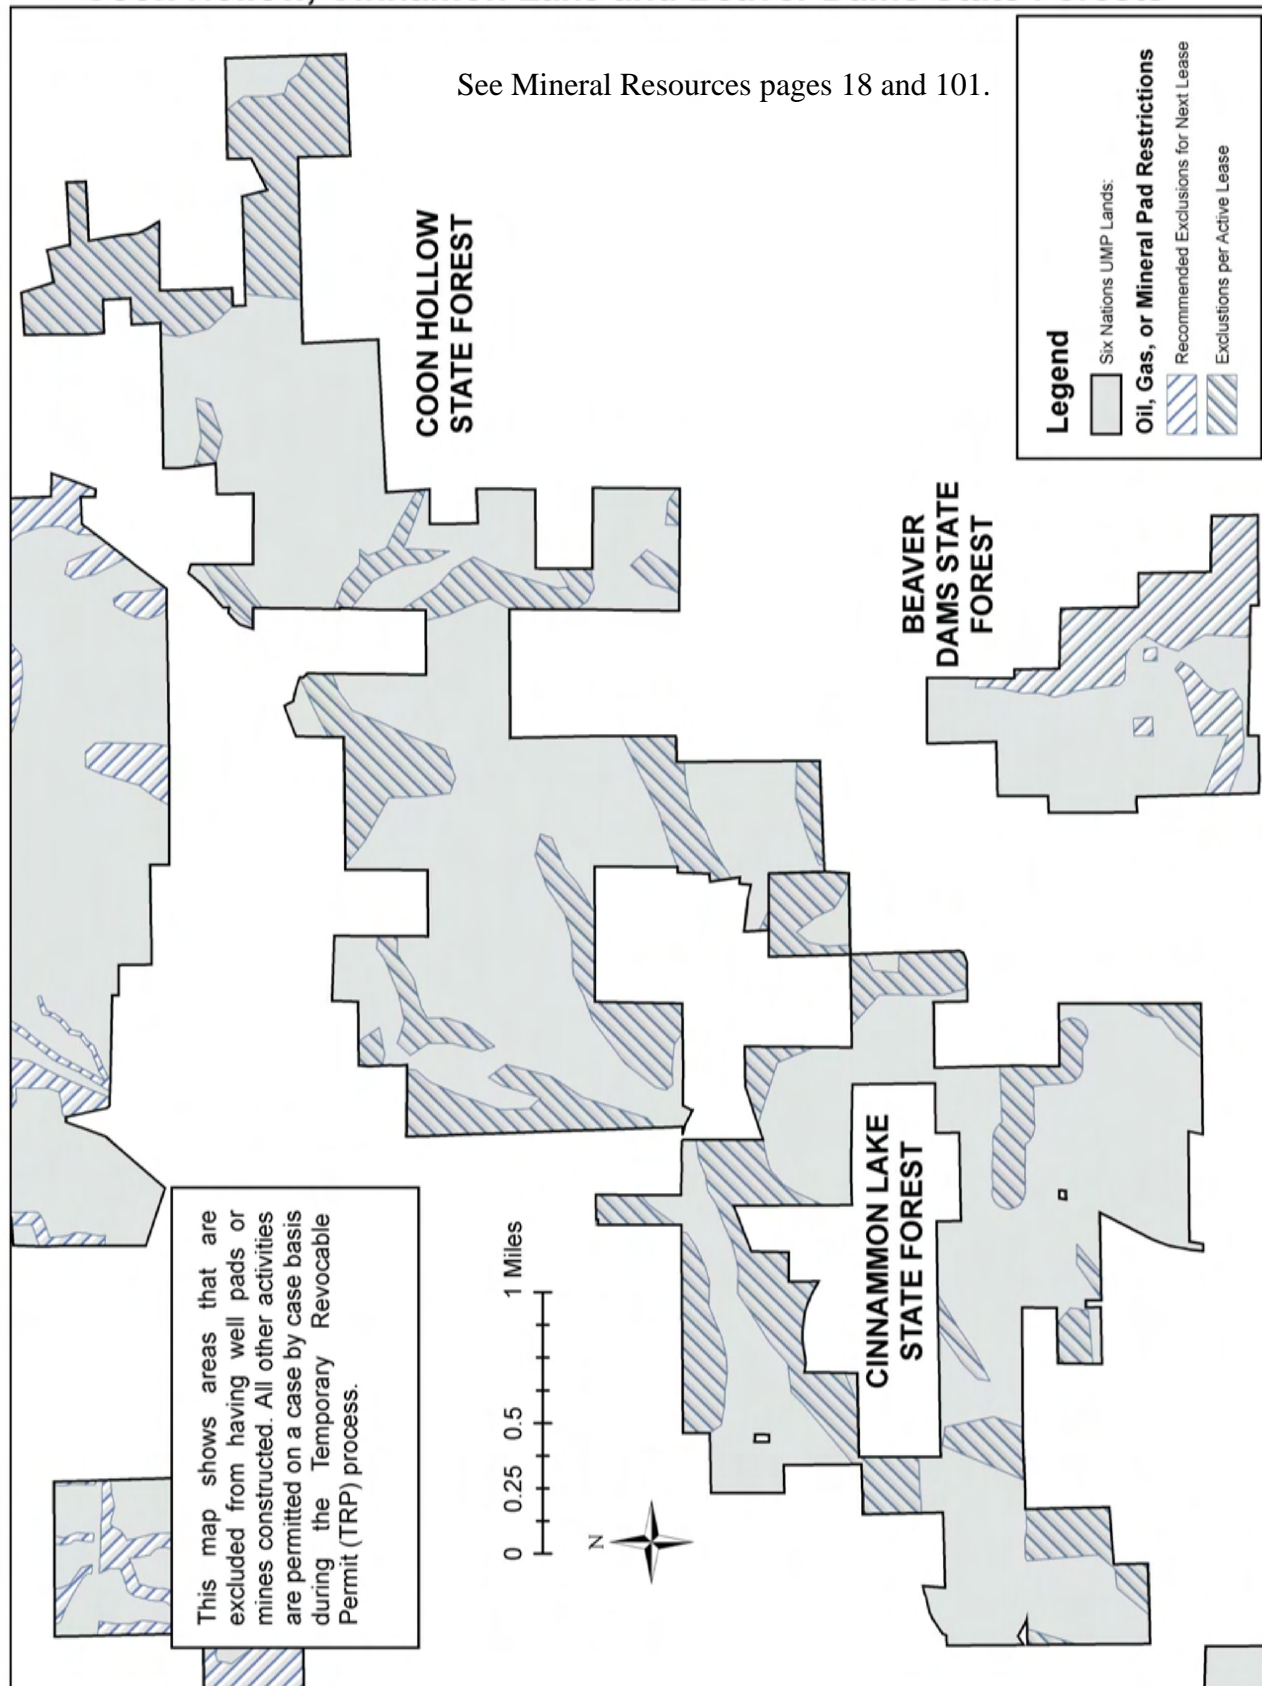 See Mineral Resources pages 18 and 101.
COON HOLLOW
STATE FOREST
BEAVER
DAMS STATE
FOREST
CINNAMMON LAKE
STATE FOREST
Legend
Six Nations UMP Lands:
Oil, Gas, or Mineral Pad Restrictions
Recommended Exclusions for Next Lease
Exclustions per Active Lease
This map shows areas that are
excluded from having well pads or
mines constructed. All other activities
are permitted on a case by case basis
during the Temporary Revocable
Permit (TRP) process.
0 0.25 0.5 1 Miles
N